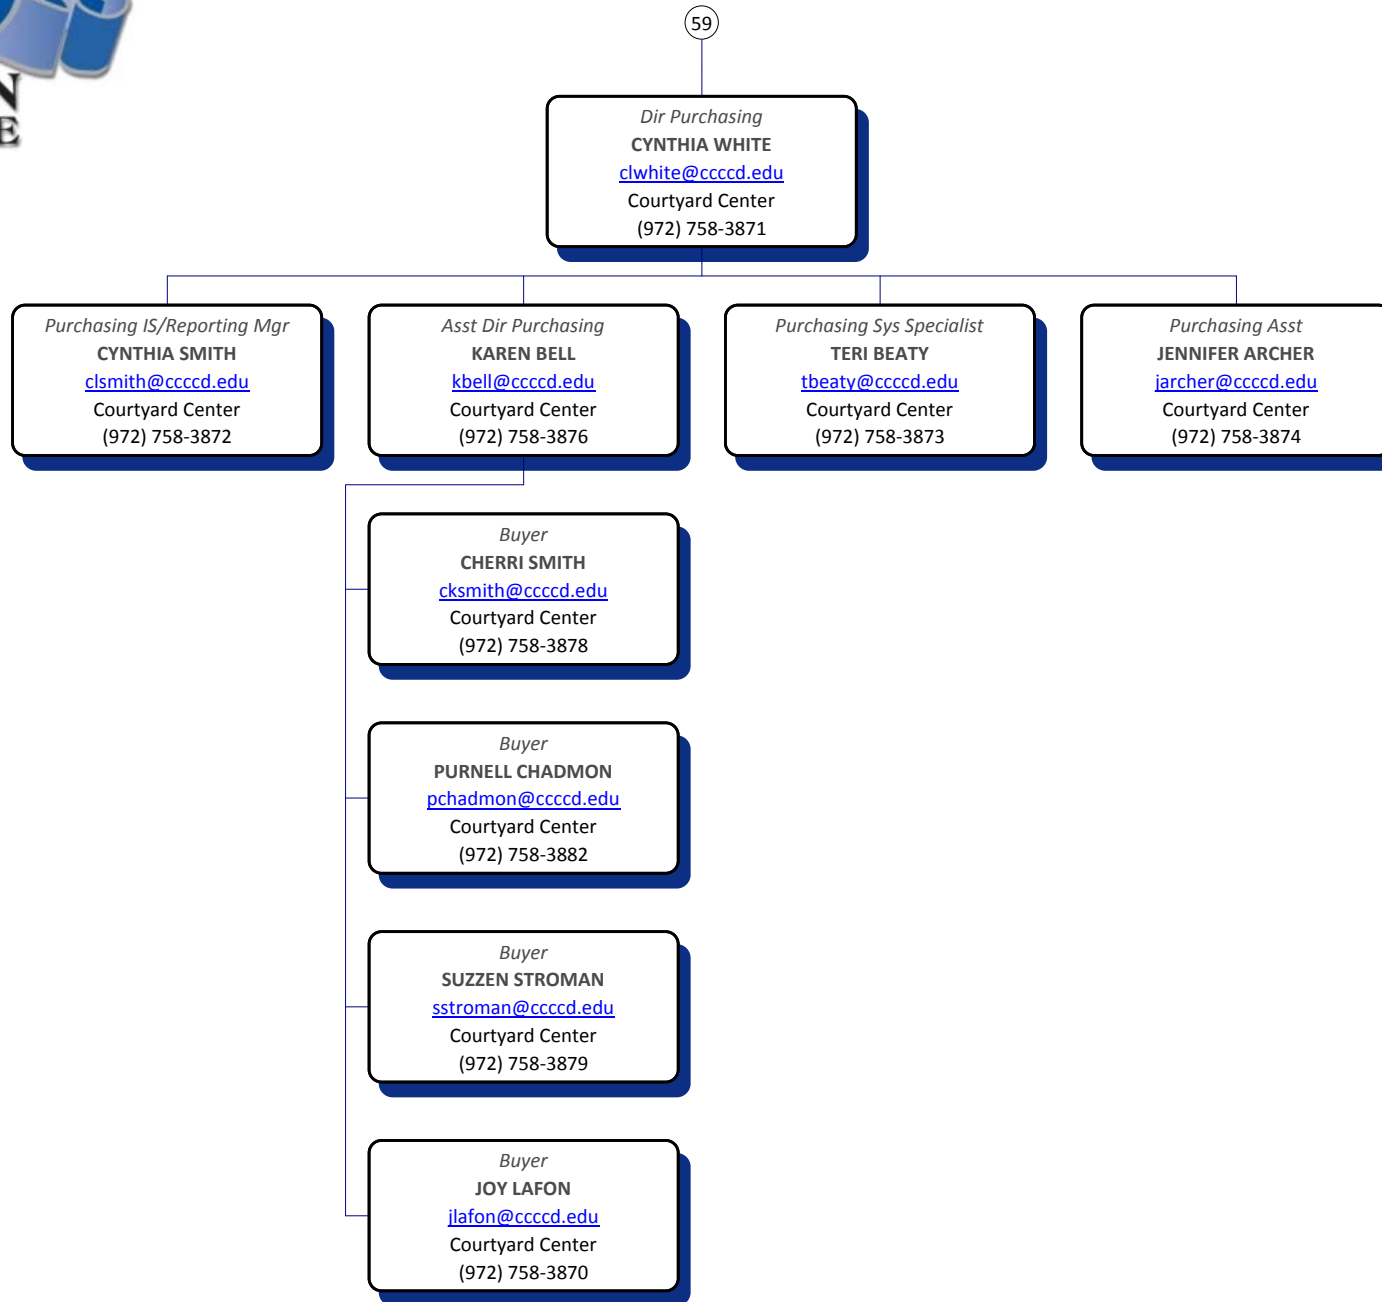 N
E
59
Dir Purchasing
CYNTHIA WHITE
clwhite@ccccd.edu
Courtyard Center
(972) 758-3871
Purchasing IS/Reporting Mgr
CYNTHIA SMITH
clsmith@ccccd.edu
Courtyard Center
(972) 758-3872
Asst Dir Purchasing
KAREN BELL
kbell@ccccd.edu
Courtyard Center
(972) 758-3876
Purchasing Sys Specialist
TERI BEATY
tbeaty@ccccd.edu
Courtyard Center
(972) 758-3873
Purchasing Asst
JENNIFER ARCHER
jarcher@ccccd.edu
Courtyard Center
(972) 758-3874
Buyer
CHERRI SMITH
cksmith@ccccd.edu
Courtyard Center
(972) 758-3878
Buyer
PURNELL CHADMON
pchadmon@ccccd.edu
Courtyard Center
(972) 758-3882
Buyer
SUZZEN STROMAN
sstroman@ccccd.edu
Courtyard Center
(972) 758-3879
Buyer
JOY LAFON
jlafon@ccccd.edu
Courtyard Center
(972) 758-3870